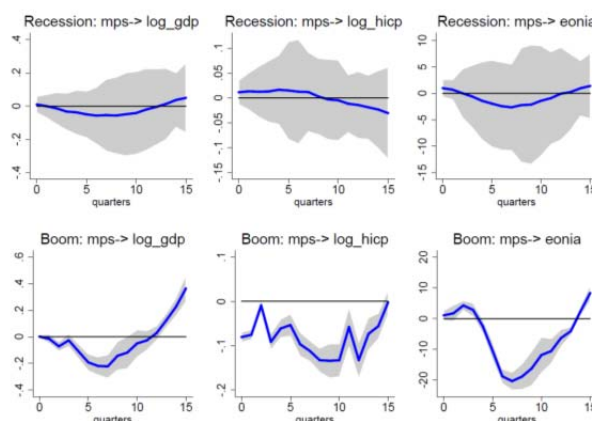 Recession: mps-> log_gdp
.4
.2
0
-.2
-.4
0 5 10 15
quarters
Recession: mps-> log_hicp
.1
.05
0
-.05
-.1
-.15
0 5 10 15
quarters
Recession: mps-> eonia
10
5
0
-5
-10
-15
0 5 10 15
quarters
Boom: mps-> log_gdp
.6
.4
.2
0
-.2
-.4
0 5 10 15
quarters
Boom: mps-> log_hicp
.1
0
-.1
-.2
0 5 10 15
quarters
Boom: mps-> eonia
20
10
0
-10
-20
0 5 10 15
quarters